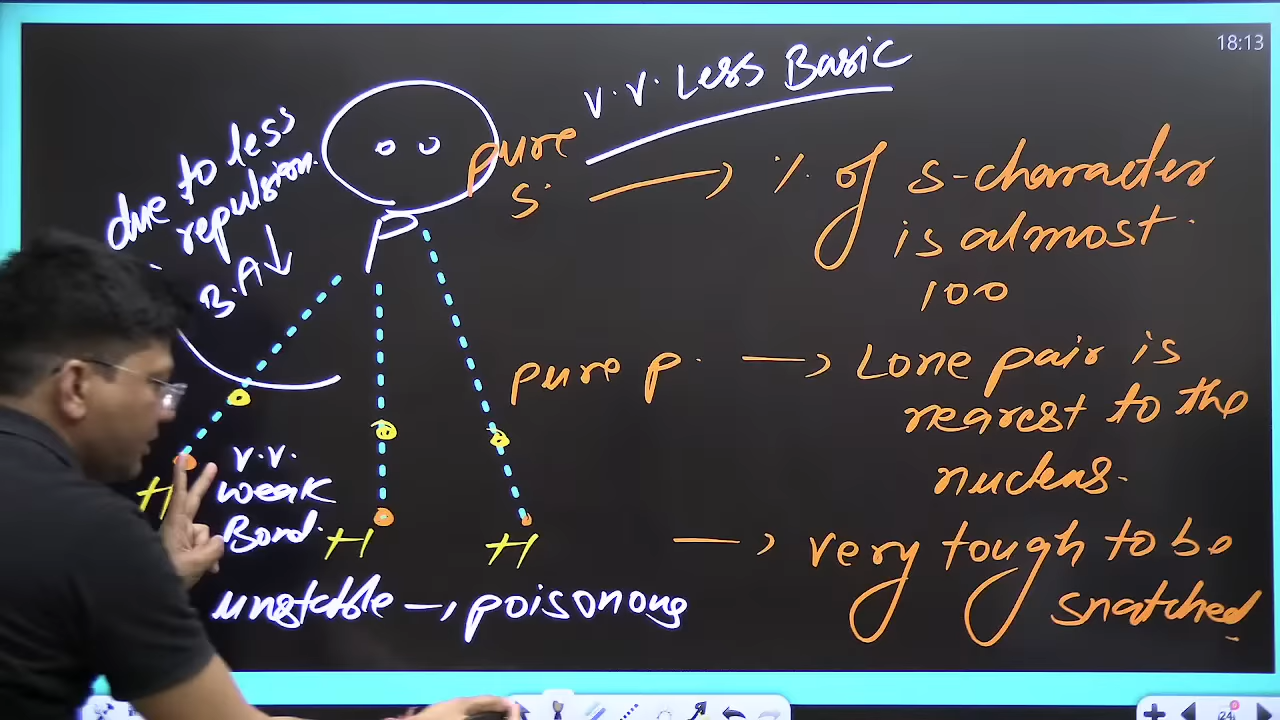 18:13
v.v. Less Basic
due to less
repulsion.
B.A↓
pure
s
→ % of s-character
is almost
100
P
pure p. → Lone pair is
nearest to the
nucleus.
v.v.
weak
Bond.
H
H
H
→ very tough to be
snatched
unstable → poisonous
24